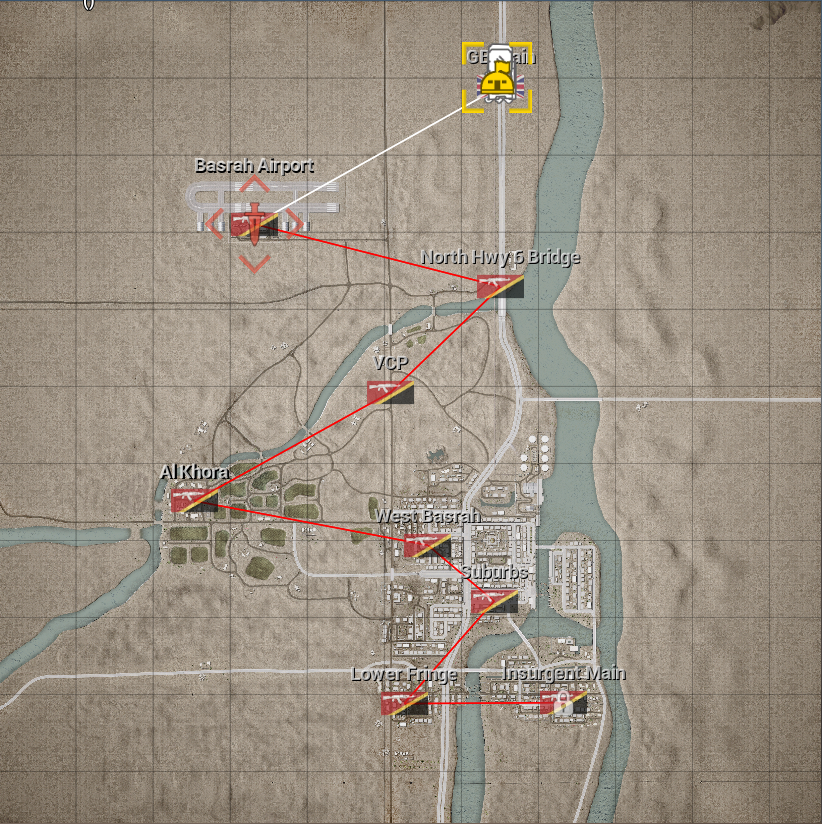 GB Main
Basrah Airport
North Hwy 6 Bridge
VCP
Al Khora
West Basrah
Suburbs
Lower Fringe
Insurgent Main